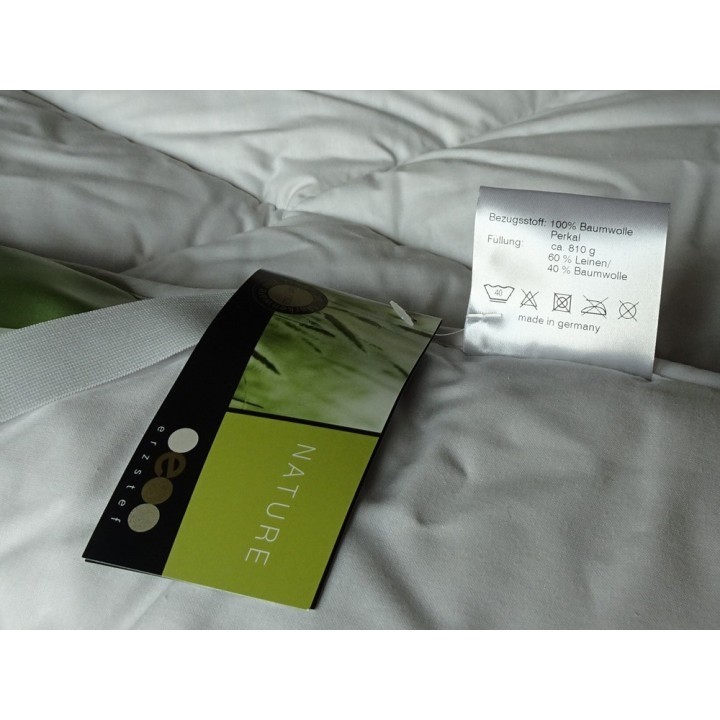 Bezugsstoff: 100% Baumwolle
Perkal
Füllung: ca. 810 g
60 % Leinen/
40 % Baumwolle
40
made in germany
NATURE
e
erzstef